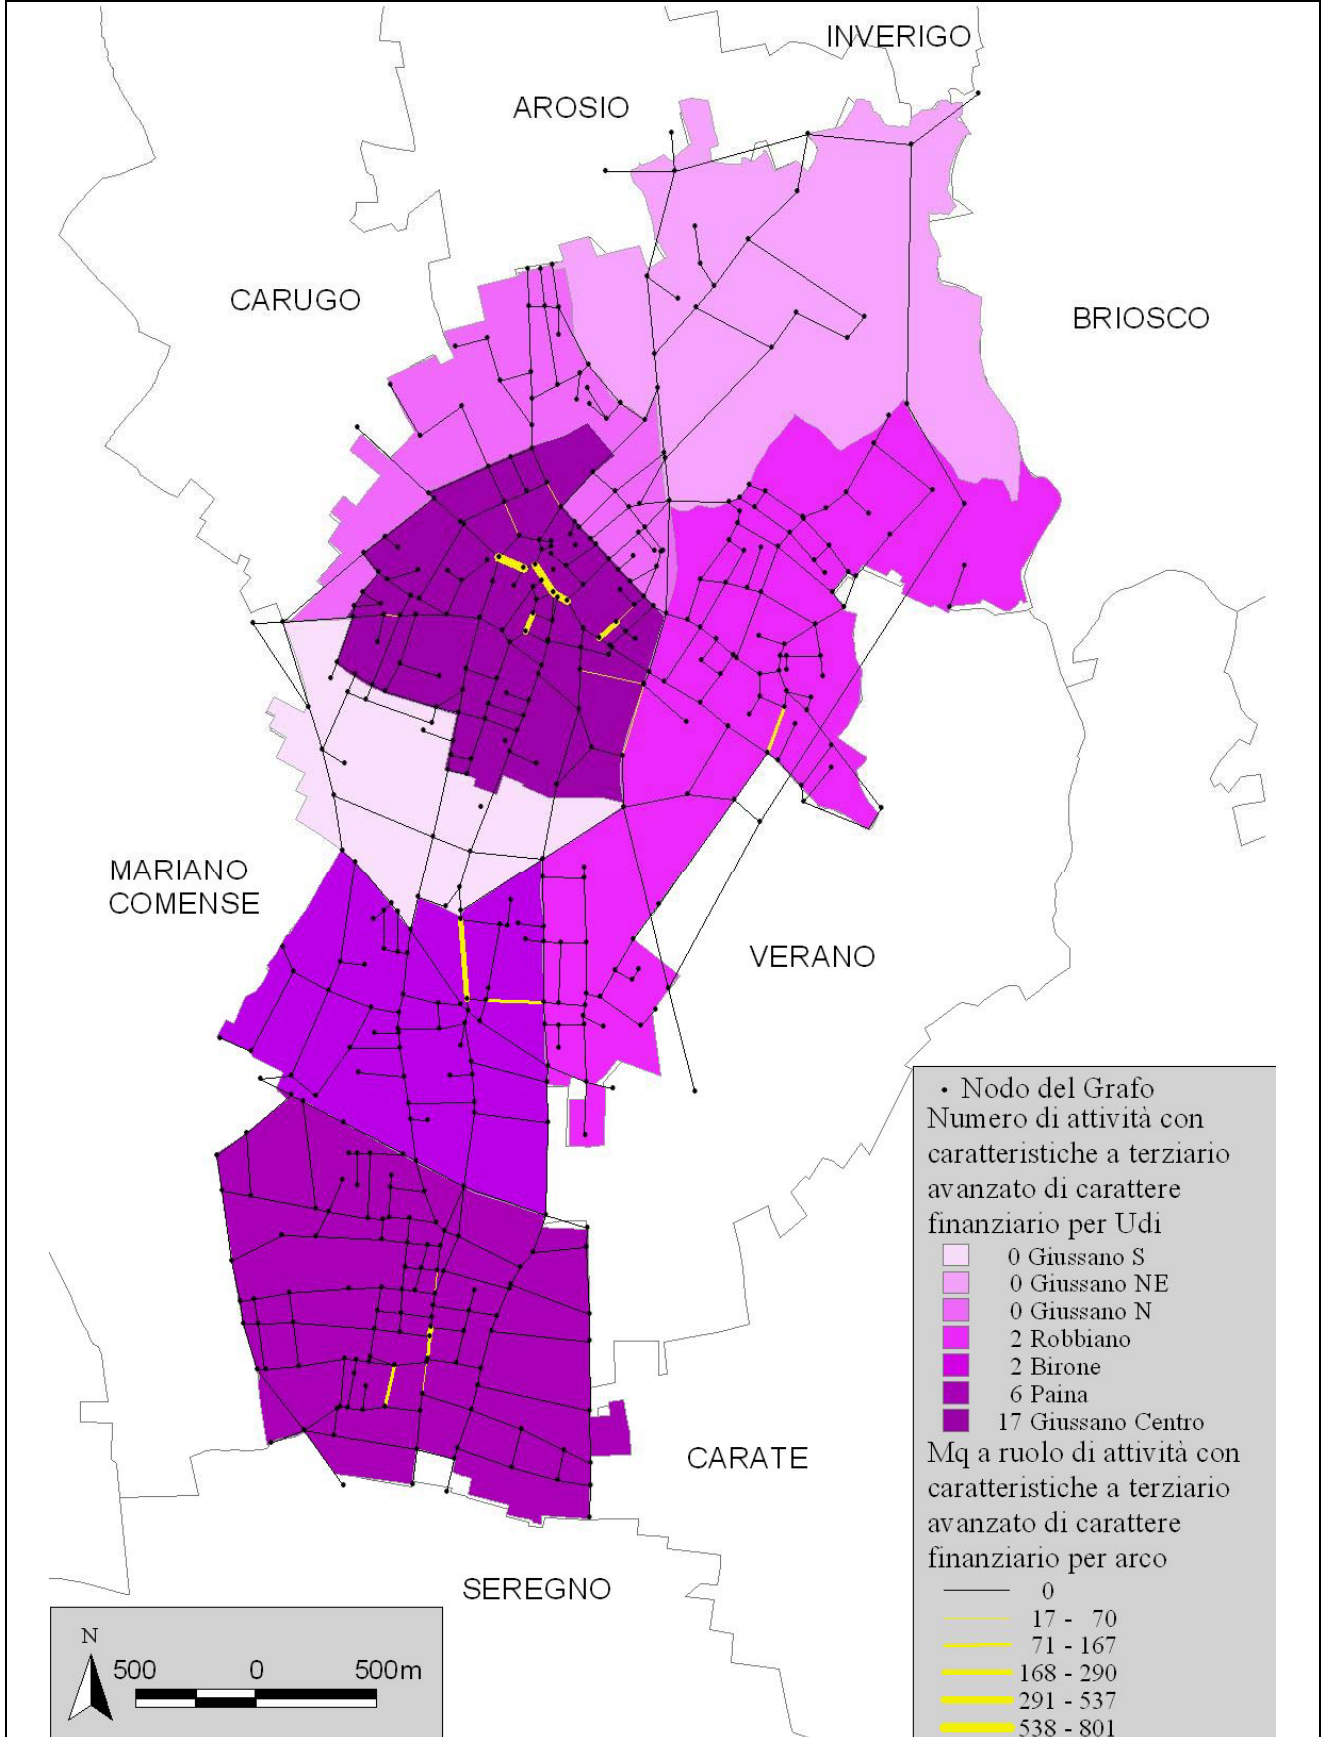 INVERIGO
AROSIO
CARUGO
BRIOSCO
MARIANO
COMENSE
VERANO
CARATE
SEREGNO
N
500 0 500m
Nodo del Grafo
Numero di attività con
caratteristiche a terziario
avanzato di carattere
finanziario per Udi
0 Giussano S
0 Giussano NE
0 Giussano N
2 Robbiano
2 Birone
6 Paina
17 Giussano Centro
Mq a ruolo di attività con
caratteristiche a terziario
avanzato di carattere
finanziario per arco
0
17 - 70
71 - 167
168 - 290
291 - 537
538 - 801